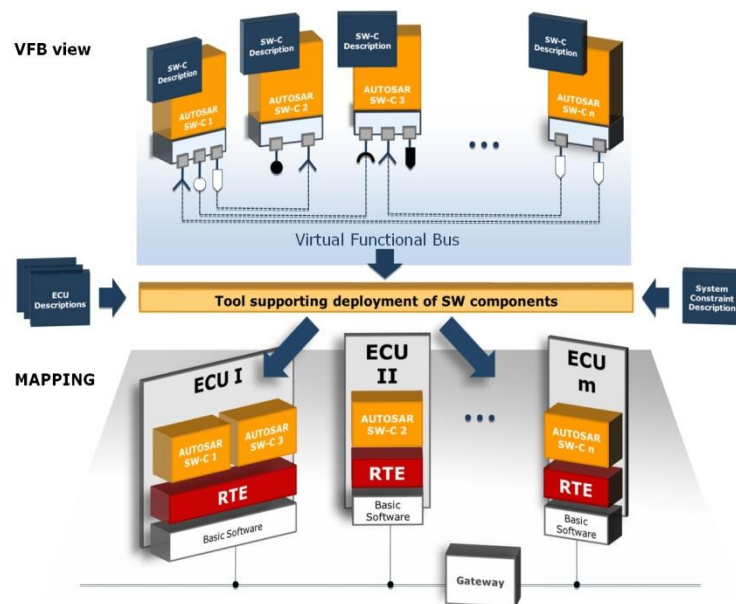 VFB view
SW-C
Description
AUTOSAR
SW-C 1
SW-C
Description
AUTOSAR
SW-C 2
SW-C
Description
AUTOSAR
SW-C 3
SW-C
Description
AUTOSAR
SW-C n
Virtual Functional Bus
ECU
Descriptions
Tool supporting deployment of SW components
System
Constraint
Description
MAPPING
ECU I
AUTOSAR
SW-C 1
AUTOSAR
SW-C 3
RTE
Basic Software
ECU
II
AUTOSAR
SW-C 2
RTE
Basic
Software
ECU
m
AUTOSAR
SW-C n
RTE
Basic
Software
Gateway